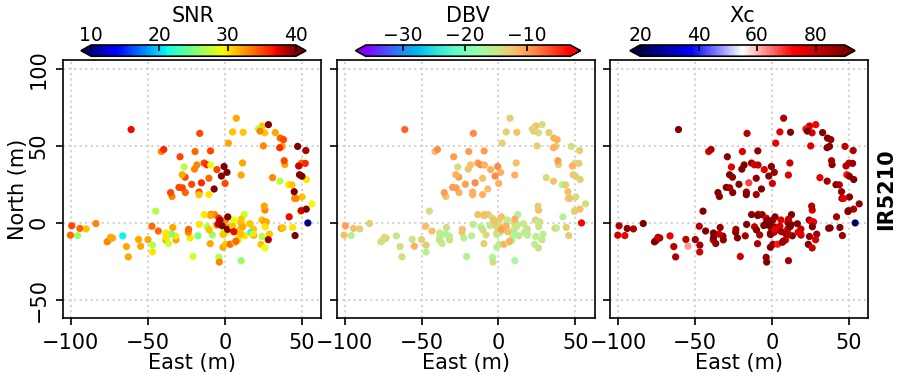 SNR DBV Xc
10 20 30 40 −30 −20 −10 20 40 60 80
100
50
0
−50
North (m)
IR5210
−100 −50 0 50 −100 −50 0 50 −100 −50 0 50
East (m) East (m) East (m)